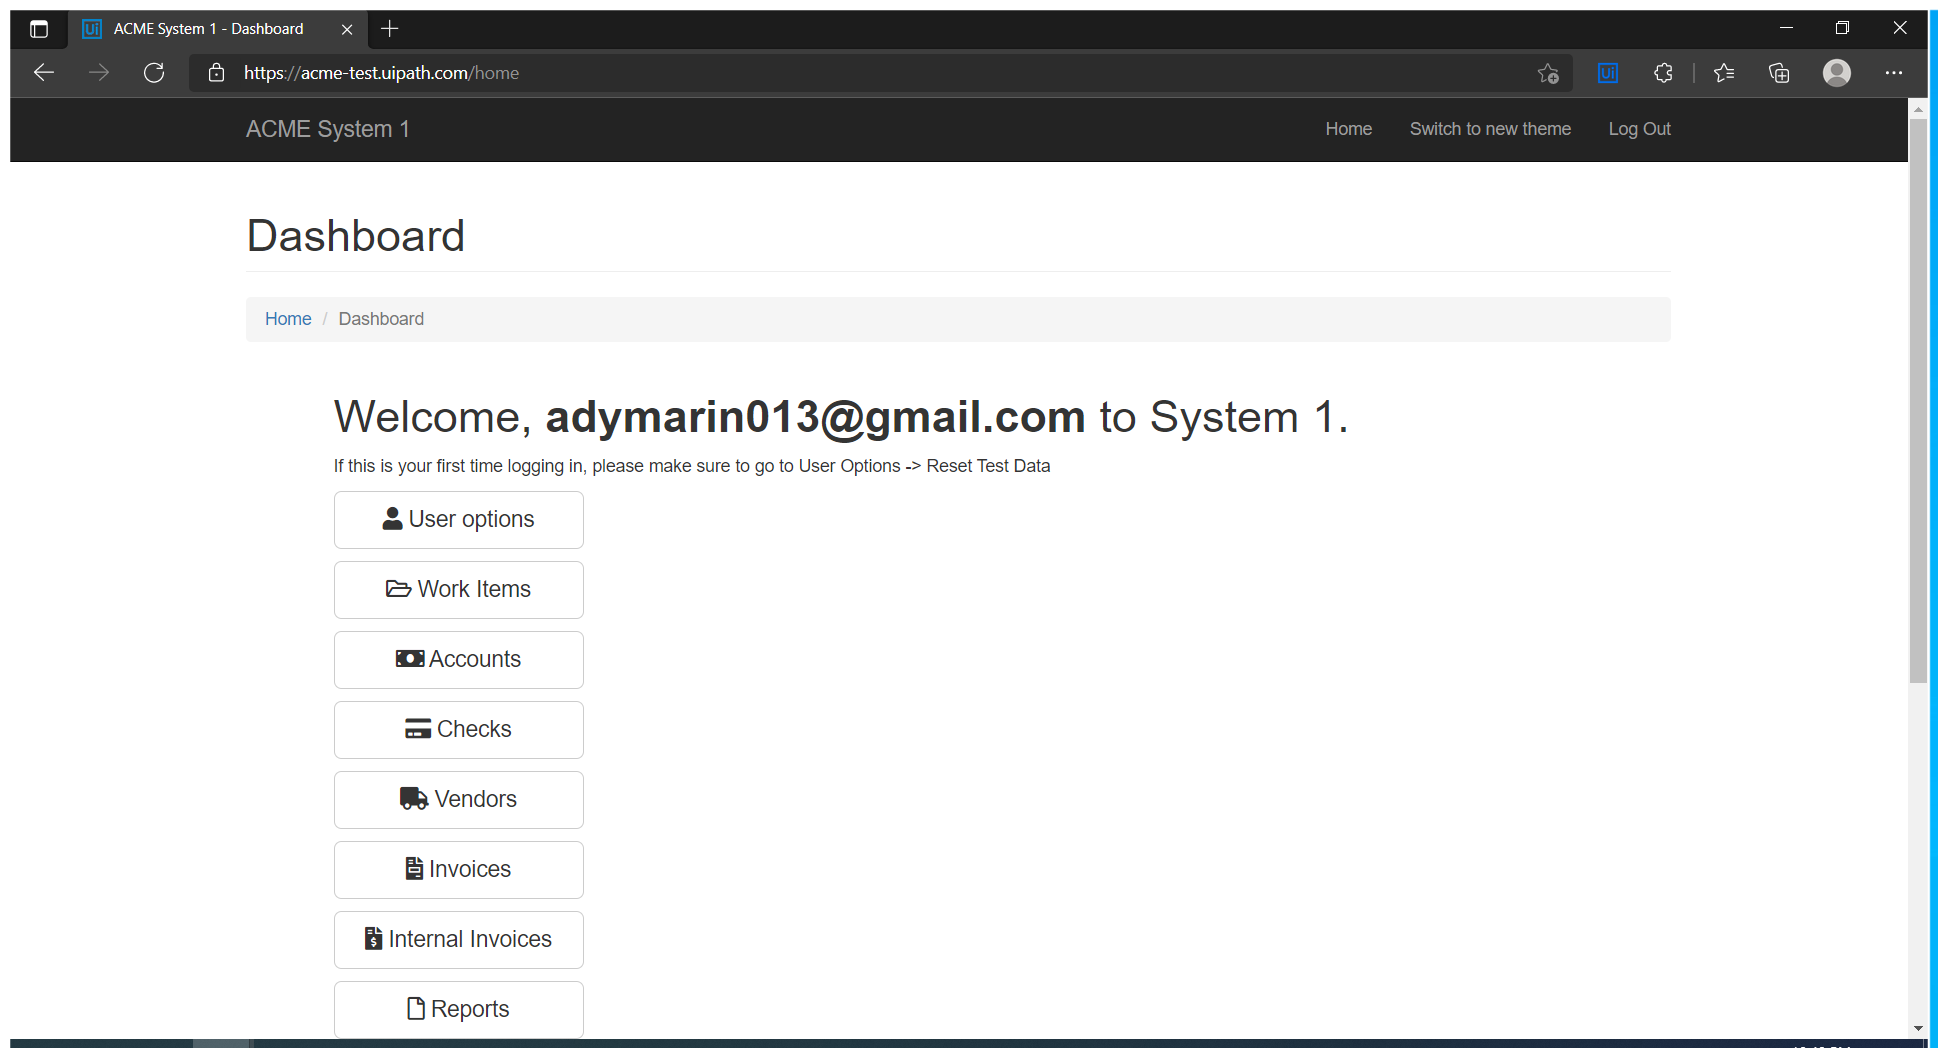 Ui ACME System 1 - Dashboard
https://acme-test.uipath.com/home
Ui
ACME System 1
Home
Switch to new theme
Log Out
Dashboard
Home / Dashboard
Welcome, adymarin013@gmail.com to System 1.
If this is your first time logging in, please make sure to go to User Options -> Reset Test Data
User options
Work Items
Accounts
Checks
Vendors
Invoices
Internal Invoices
Reports